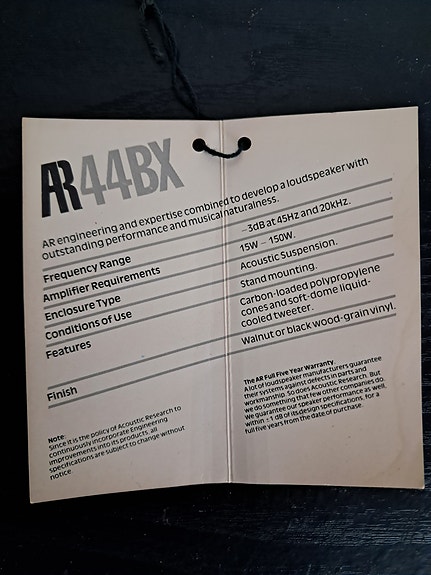 AR44BX
AR engineering and expertise combined to develop a loudspeaker with
outstanding performance and musical naturalness.
Frequency Range –3dB at 45Hz and 20kHz.
Amplifier Requirements 15W – 150W.
Enclosure Type Acoustic Suspension.
Conditions of Use Stand mounting.
Features Carbon-loaded polypropylene
cones and soft-dome liquid-
cooled tweeter.
Finish Walnut or black wood-grain vinyl.
Note:
Since it is the policy of Acoustic Research to
continuously incorporate Engineering
improvements into its products, all
specifications are subject to change without
notice.
The AR Full Five Year Warranty.
A lot of loudspeaker manufacturers guarantee
their systems against defects in parts and
workmanship. So does Acoustic Research. But
we do something that few other companies do.
We guarantee our speaker performance as well,
within ±1 dB of its design specifications, for a
full five years from the date of purchase.